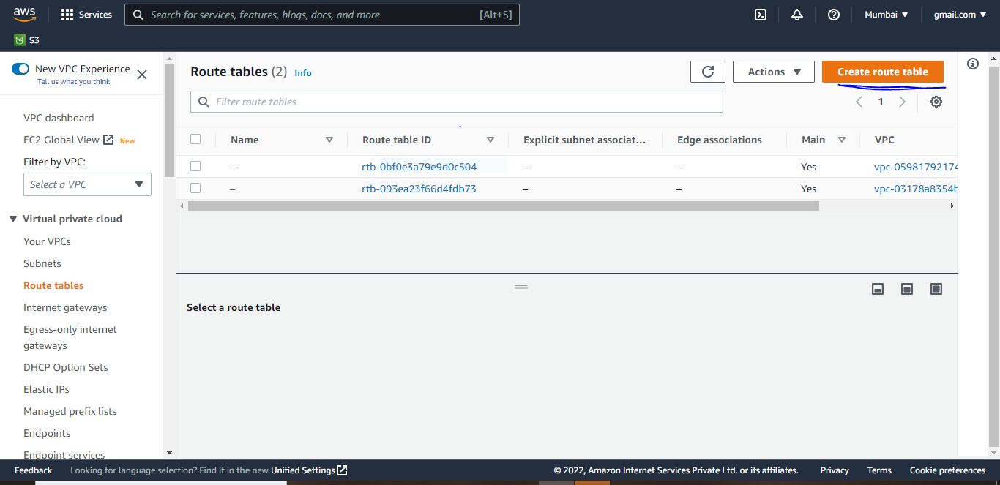 aws
Services
Search for services, features, blogs, docs, and more
[Alt+S]
Mumbai
gmail.com
S3
New VPC Experience
Tell us what you think
VPC dashboard
EC2 Global View New
Filter by VPC:
Select a VPC
Virtual private cloud
Your VPCs
Subnets
Route tables
Internet gateways
Egress-only internet
gateways
DHCP Option Sets
Elastic IPs
Managed prefix lists
Endpoints
Endpoint services
Route tables (2) Info
Actions
Create route table
Filter route tables
1
Name Route table ID Explicit subnet associat... Edge associations Main VPC
– rtb-0bf0e3a79e9d0c504 – – Yes vpc-05981792174
– rtb-093ea23f66d4fdb73 – – Yes vpc-03178a8354b
Select a route table
Feedback Looking for language selection? Find it in the new Unified Settings © 2022, Amazon Internet Services Private Ltd. or its affiliates. Privacy Terms Cookie preferences